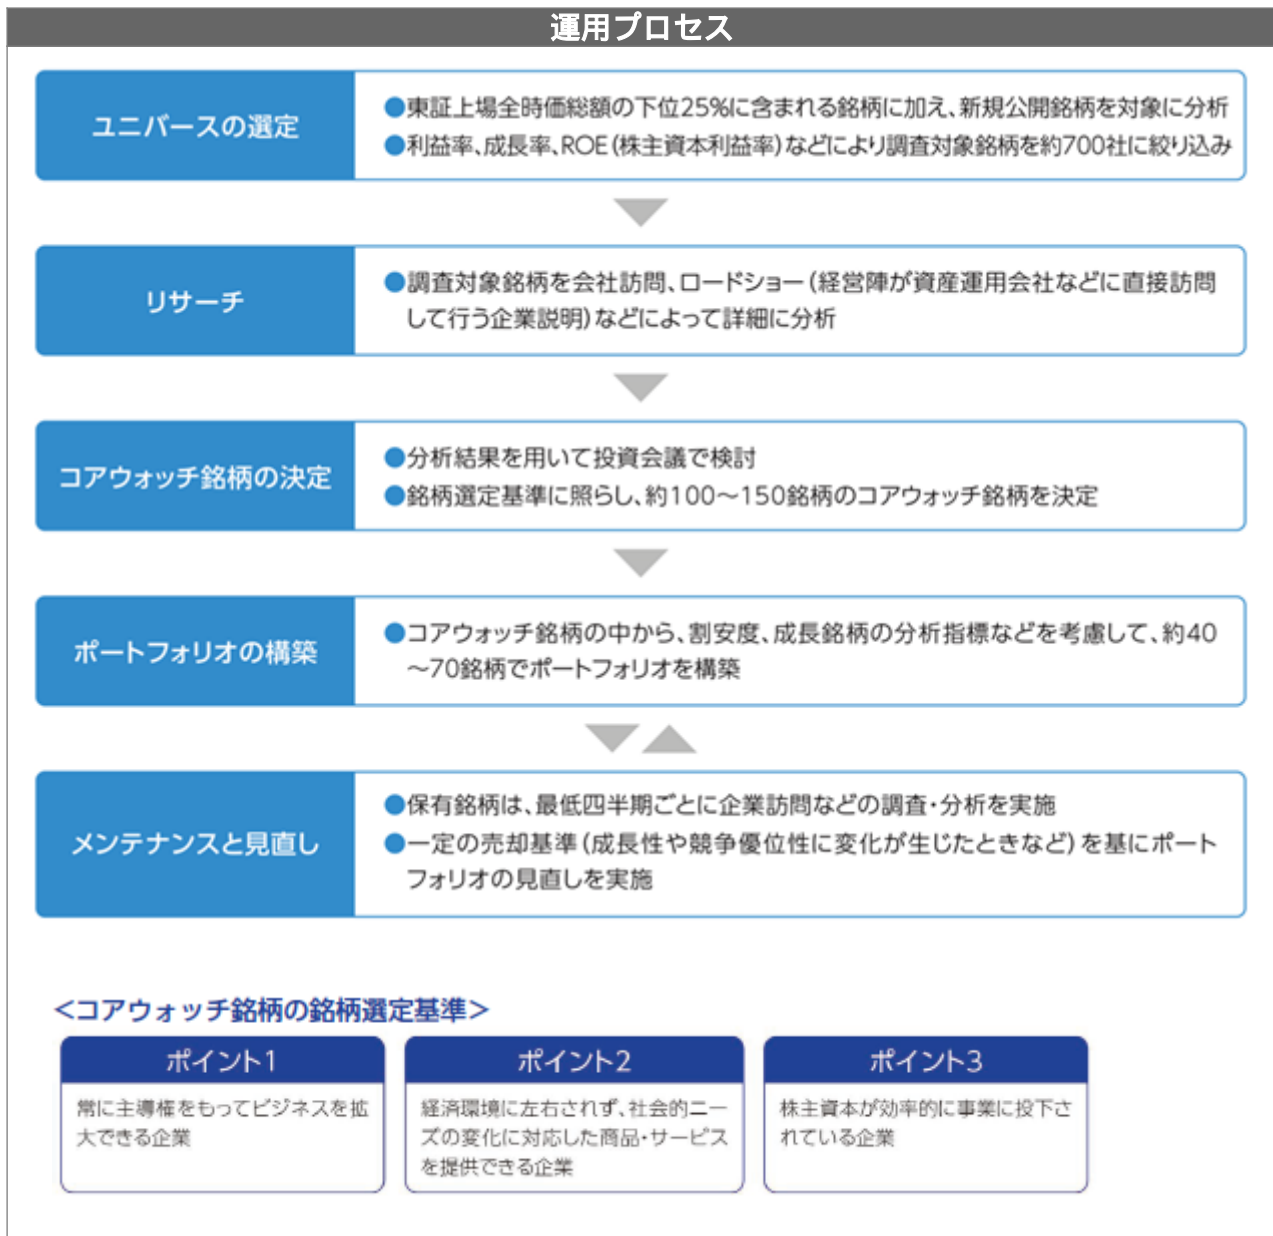 運用プロセス
ユニバースの選定
●東証上場全時価総額の下位25%に含まれる銘柄に加え、新規公開銘柄を対象に分析
●利益率、成長率、ROE(株主資本利益率)などにより調査対象銘柄を約700社に絞り込み
リサーチ
●調査対象銘柄を会社訪問、ロードショー(経営陣が資産運用会社などに直接訪問
して行う企業説明)などによって詳細に分析
コアウォッチ銘柄の決定
●分析結果を用いて投資会議で検討
●銘柄選定基準に照らし、約100～150銘柄のコアウォッチ銘柄を決定
ポートフォリオの構築
●コアウォッチ銘柄の中から、割安度、成長銘柄の分析指標などを考慮して、約40
～70銘柄でポートフォリオを構築
メンテナンスと見直し
●保有銘柄は、最低四半期ごとに企業訪問などの調査・分析を実施
●一定の売却基準(成長性や競争優位性に変化が生じたときなど)を基にポート
フォリオの見直しを実施
＜コアウォッチ銘柄の銘柄選定基準＞
ポイント1
常に主導権をもってビジネスを拡
大できる企業
ポイント2
経済環境に左右されず、社会的ニー
ズの変化に対応した商品・サービス
を提供できる企業
ポイント3
株主資本が効率的に事業に投下さ
れている企業